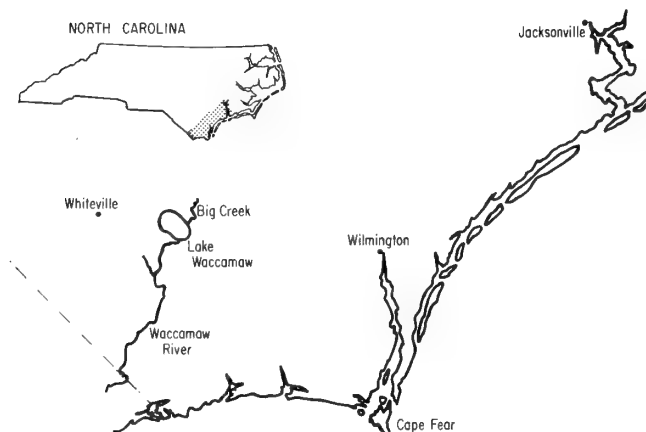 NORTH CAROLINA
Jacksonville
Whiteville
Big Creek
Lake
Waccamaw
Wilmington
Waccamaw
River
Cape Fear